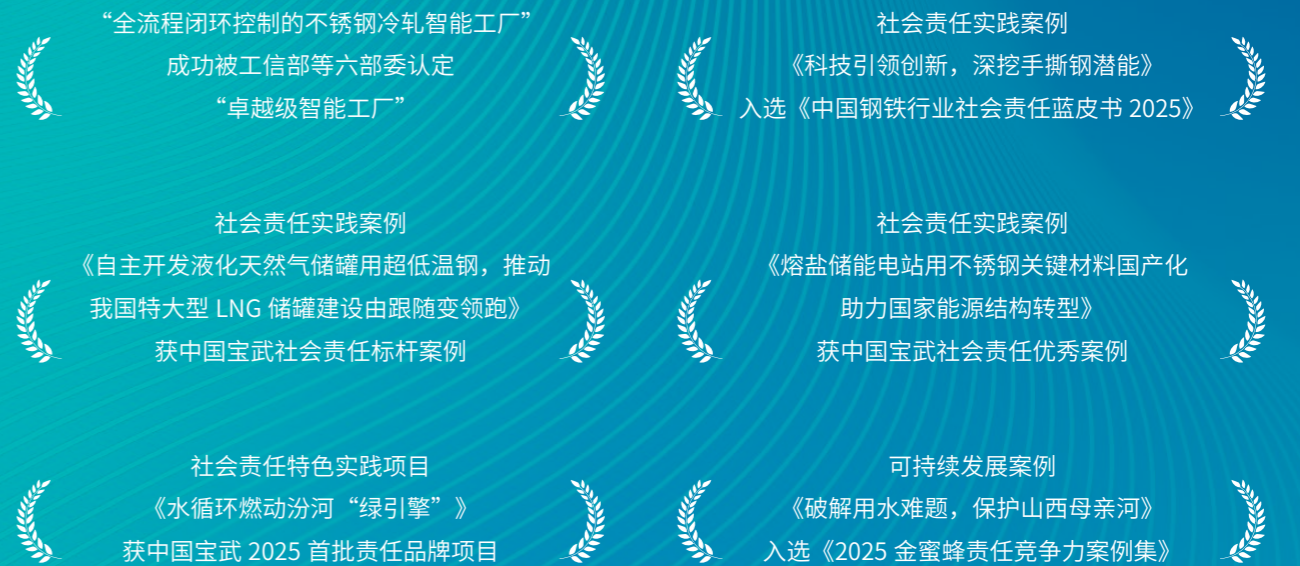 “全流程闭环控制的不锈钢冷轧智能工厂”
成功被工信部等六部委认定
“卓越级智能工厂”
社会责任实践案例
《科技引领创新，深挖手撕钢潜能》
入选《中国钢铁行业社会责任蓝皮书 2025》
社会责任实践案例
《自主开发液化天然气储罐用超低温钢，推动
我国特大型 LNG 储罐建设由跟随变领跑》
获中国宝武社会责任标杆案例
社会责任实践案例
《熔盐储能电站用不锈钢关键材料国产化
助力国家能源结构转型》
获中国宝武社会责任优秀案例
社会责任特色实践项目
《水循环燃动汾河“绿引擎”》
获中国宝武 2025 首批责任品牌项目
可持续发展案例
《破解用水难题，保护山西母亲河》
入选《2025 金蜜蜂责任竞争力案例集》